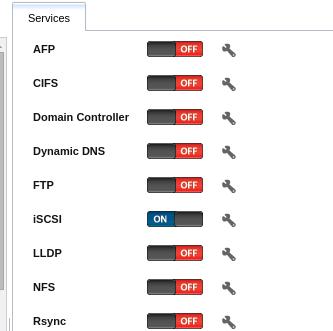 Services
AFP OFF
CIFS OFF
Domain Controller OFF
Dynamic DNS OFF
FTP OFF
iSCSI ON
LLDP OFF
NFS OFF
Rsync OFF